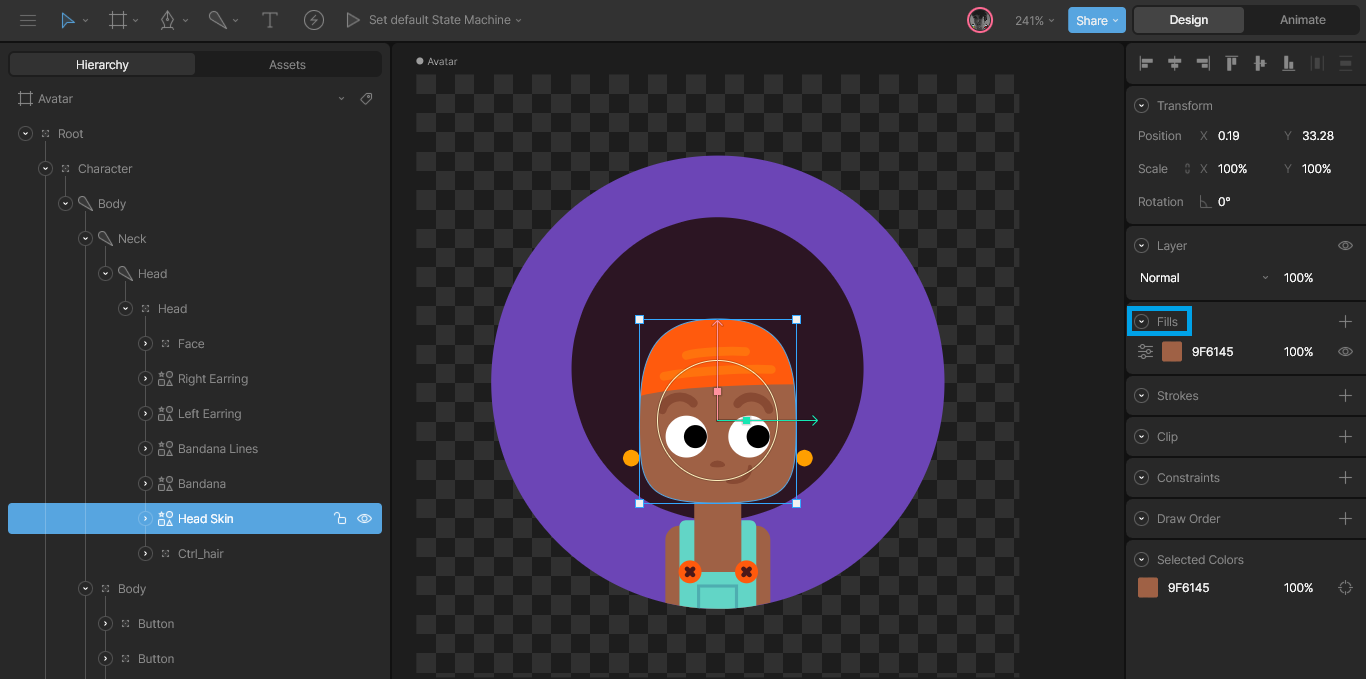 Set default State Machine
241%
Share
Design
Animate
Hierarchy
Assets
Avatar
Root
Character
Body
Neck
Head
Head
Face
Right Earring
Left Earring
Bandana Lines
Bandana
Head Skin
Ctrl_hair
Body
Button
Button
Avatar
Transform
Position X 0.19 Y 33.28
Scale X 100% Y 100%
Rotation 0°
Layer
Normal 100%
Fills
9F6145 100%
Strokes
Clip
Constraints
Draw Order
Selected Colors
9F6145 100%